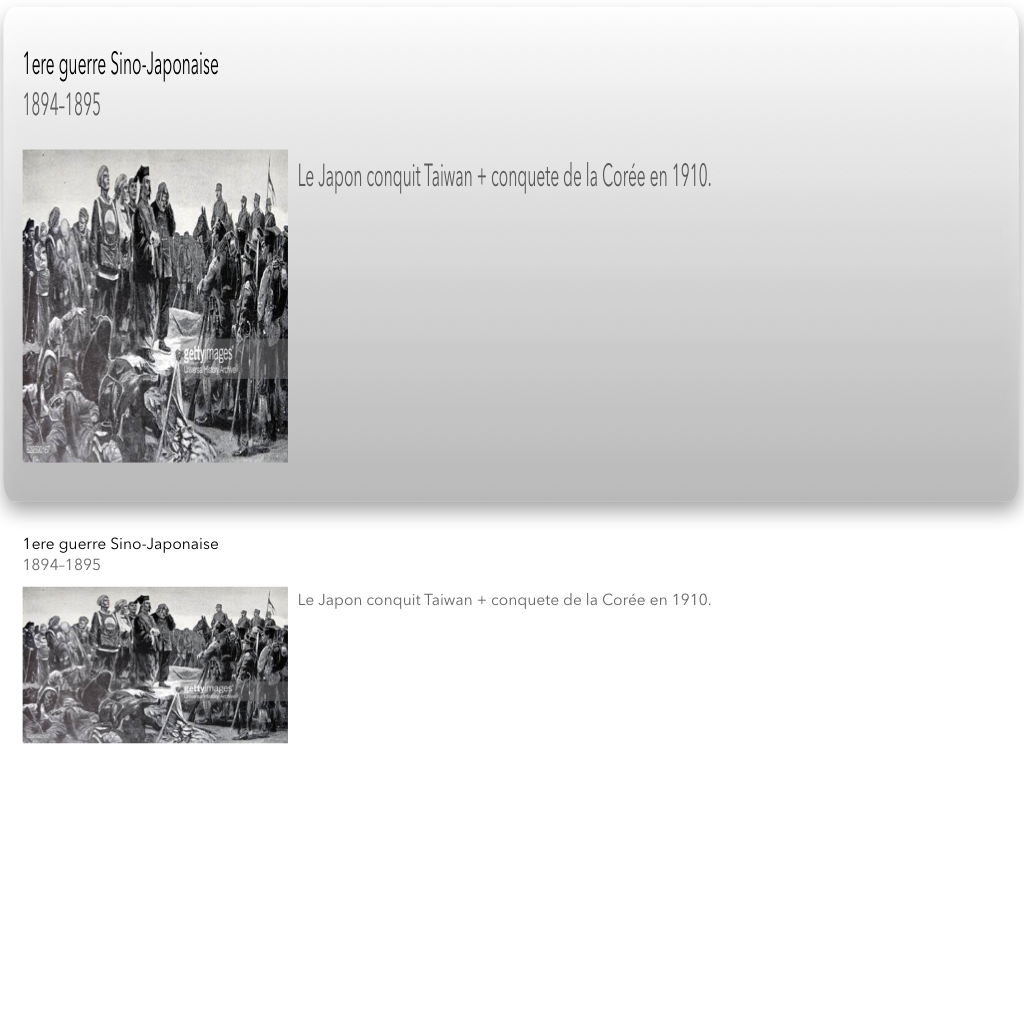 1ere guerre Sino-Japonaise
1894–1895
Le Japon conquit Taiwan + conquete de la Corée en 1910.
gettyimages
Universal History Archive
1ere guerre Sino-Japonaise
1894–1895
Le Japon conquit Taiwan + conquete de la Corée en 1910.
gettyimages
Universal History Archive